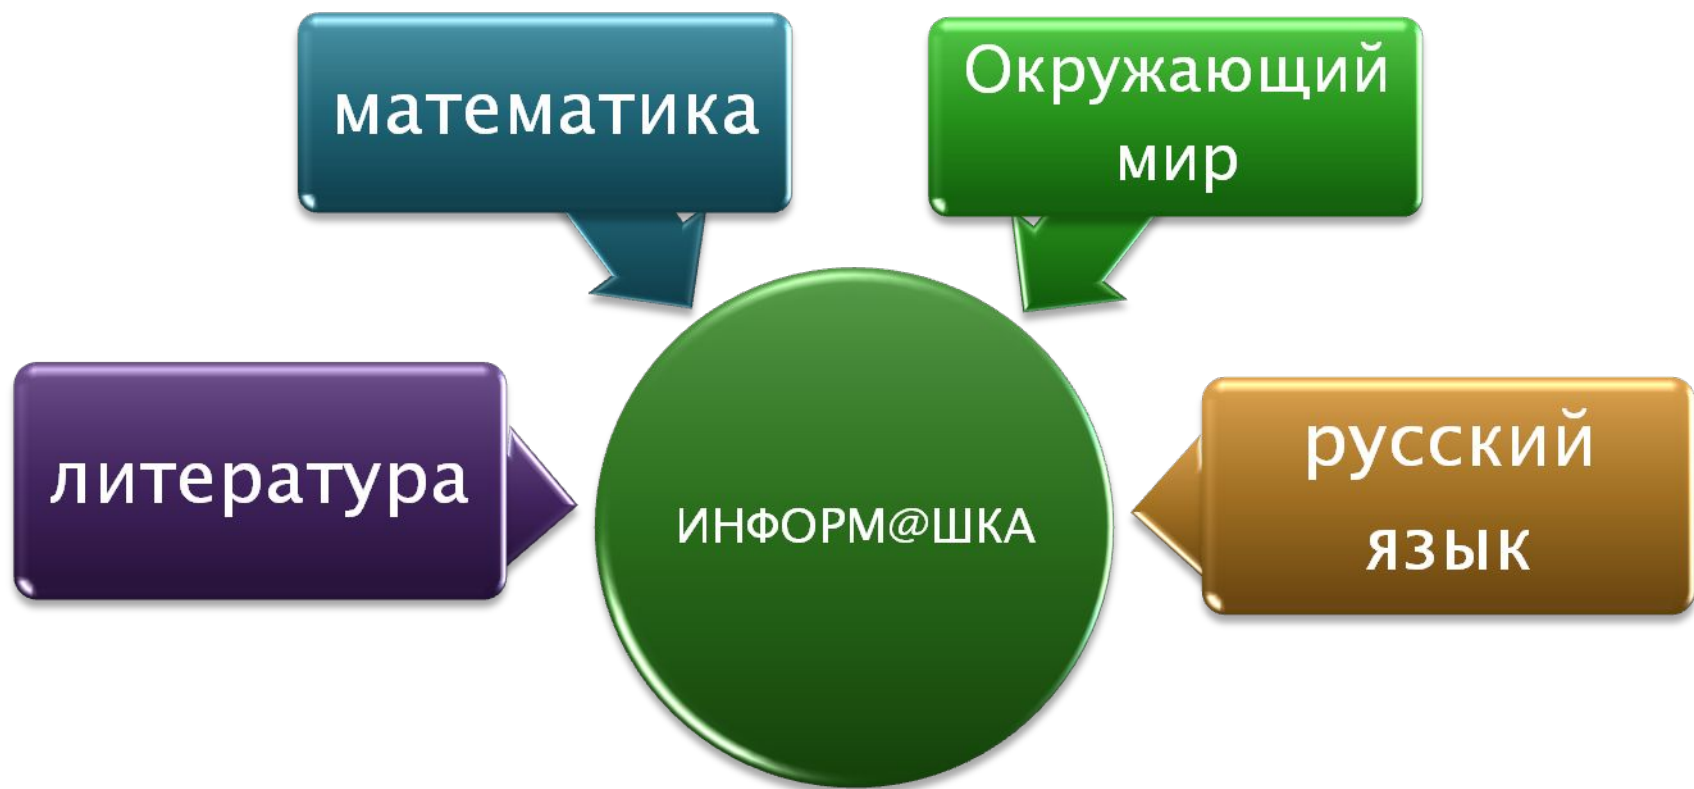 математика
Окружающий
мир
литература
ИНФОРМ@ШКА
русский
язык